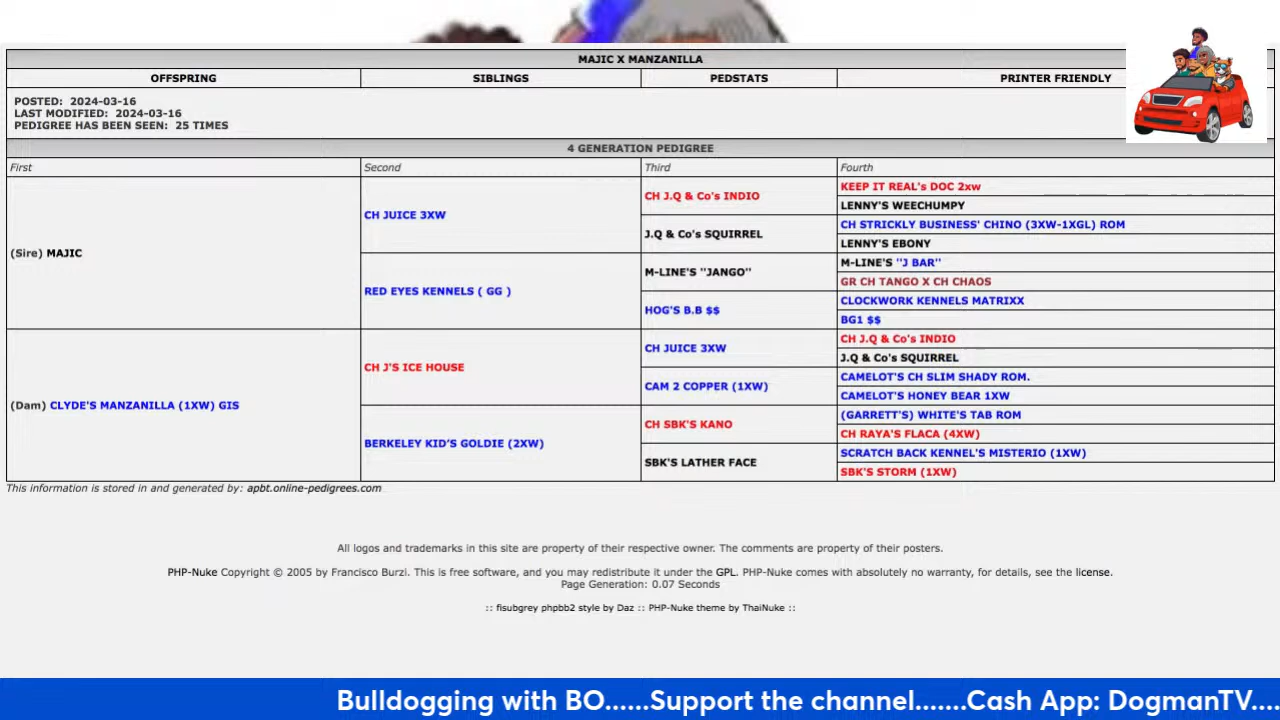 MAJIC X MANZANILLA
OFFSPRING SIBLINGS PEDSTATS PRINTER FRIENDLY
POSTED: 2024-03-16
LAST MODIFIED: 2024-03-16
PEDIGREE HAS BEEN SEEN: 25 TIMES
4 GENERATION PEDIGREE
First Second Third Fourth
(Sire) MAJIC
CH JUICE 3XW
CH J.Q & Co's INDIO
KEEP IT REAL's DOC 2xw
LENNY'S WEECHUMPY
J.Q & Co's SQUIRREL
CH STRICKLY BUSINESS' CHINO (3XW-1XGL) ROM
LENNY'S EBONY
RED EYES KENNELS ( GG )
M-LINE'S "JANGO"
M-LINE'S "J BAR"
GR CH TANGO X CH CHAOS
HOG'S B.B $$
CLOCKWORK KENNELS MATRIXX
BG1 $$
(Dam) CLYDE'S MANZANILLA (1XW) GIS
CH J'S ICE HOUSE
CH JUICE 3XW
CH J.Q & Co's INDIO
J.Q & Co's SQUIRREL
CAM 2 COPPER (1XW)
CAMELOT'S CH SLIM SHADY ROM.
CAMELOT'S HONEY BEAR 1XW
BERKELEY KID'S GOLDIE (2XW)
CH SBK'S KANO
(GARRETT'S) WHITE'S TAB ROM
CH RAYA'S FLACA (4XW)
SBK'S LATHER FACE
SCRATCH BACK KENNEL'S MISTERIO (1XW)
SBK'S STORM (1XW)
This information is stored in and generated by: apbt.online-pedigrees.com
All logos and trademarks in this site are property of their respective owner. The comments are property of their posters.
PHP-Nuke Copyright © 2005 by Francisco Burzi. This is free software, and you may redistribute it under the GPL. PHP-Nuke comes with absolutely no warranty, for details, see the license.
Page Generation: 0.07 Seconds
:: fisubgrey phpbb2 style by Daz :: PHP-Nuke theme by ThaiNuke ::
Bulldogging with BO......Support the channel.......Cash App: DogmanTV....